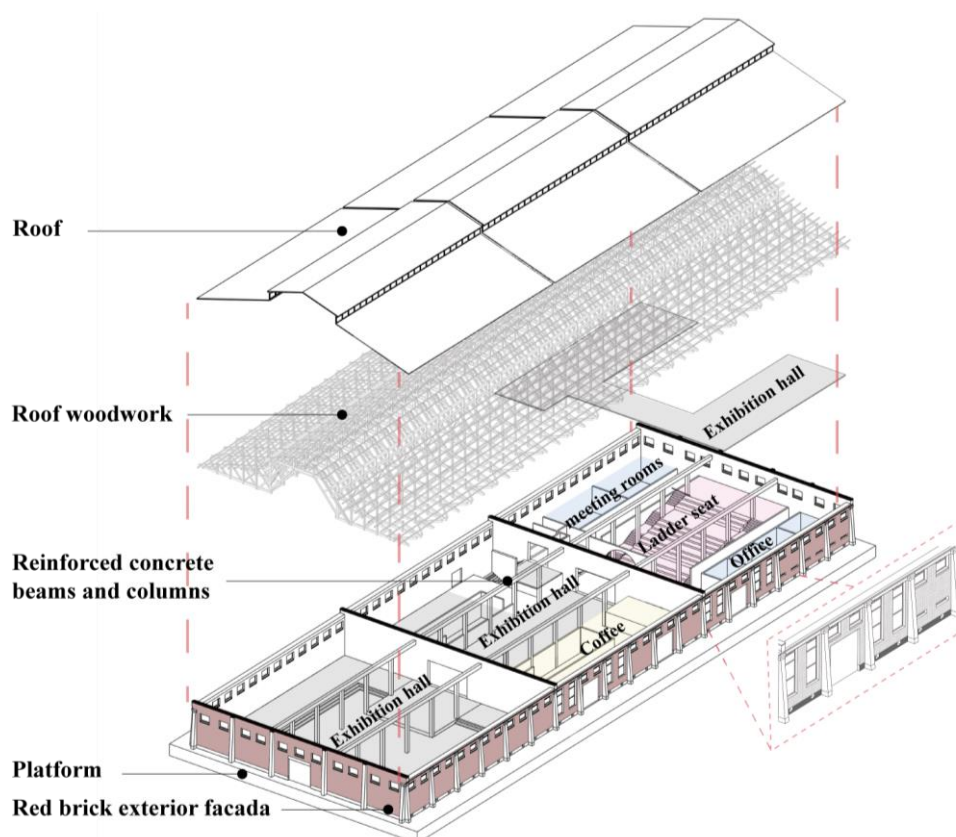 Roof
Roof woodwork
Exhibition hall
meeting rooms
Ladder seat
Office
Reinforced concrete
beams and columns
Exhibition hall
Coffee
Exhibition hall
Platform
Red brick exterior facada